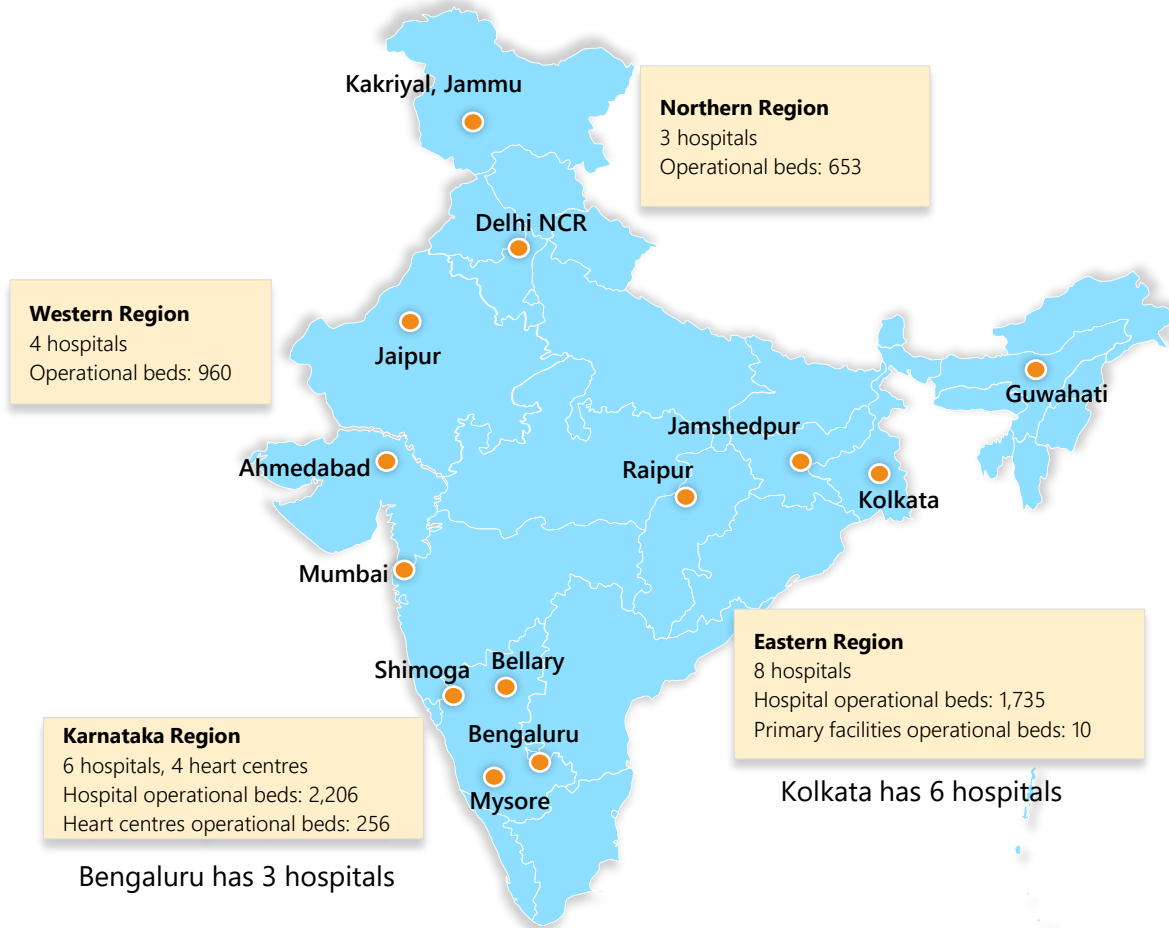 Kakriyal, Jammu
Northern Region
3 hospitals
Operational beds: 653
Delhi NCR
Western Region
4 hospitals
Operational beds: 960
Jaipur
Guwahati
Jamshedpur
Ahmedabad
Raipur
Kolkata
Mumbai
Eastern Region
8 hospitals
Hospital operational beds: 1,735
Primary facilities operational beds: 10
Shimoga
Bellary
Karnataka Region
6 hospitals, 4 heart centres
Hospital operational beds: 2,206
Heart centres operational beds: 256
Bengaluru
Mysore
Kolkata has 6 hospitals
Bengaluru has 3 hospitals